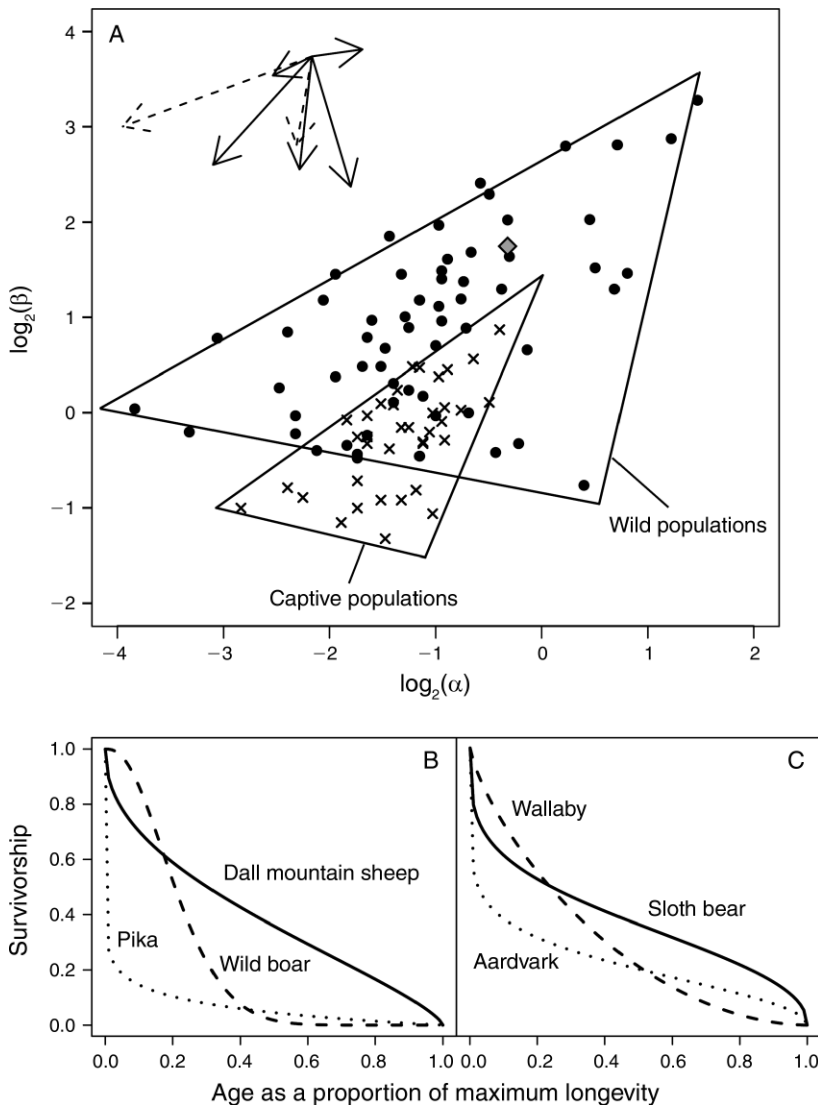 A
4
3
2
1
0
−1
−2
log2(β)
Wild populations
Captive populations
−4 −3 −2 −1 0 1 2
log2(α)
B
C
1.0
0.8
0.6
0.4
0.2
0.0
Survivorship
Dall mountain sheep
Pika
Wild boar
Wallaby
Sloth bear
Aardvark
0.0 0.2 0.4 0.6 0.8 1.0
0.0 0.2 0.4 0.6 0.8 1.0
Age as a proportion of maximum longevity